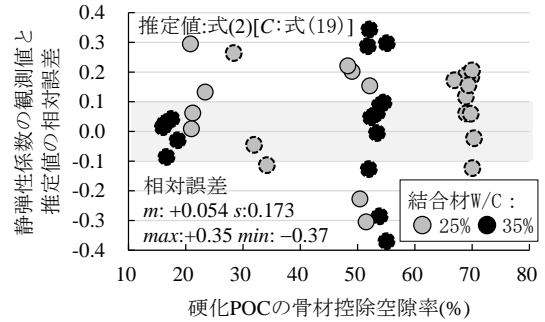 推定値:式(2)[C:式(19)]
静弾性係数の観測値と
推定値の相対誤差
0.4
0.3
0.2
0.1
0.0
-0.1
-0.2
-0.3
-0.4
相対誤差
m: +0.054 s:0.173
max:+0.35 min: −0.37
結合材W/C：
25% 35%
10 20 30 40 50 60 70 80
硬化POCの骨材控除空隙率(%)